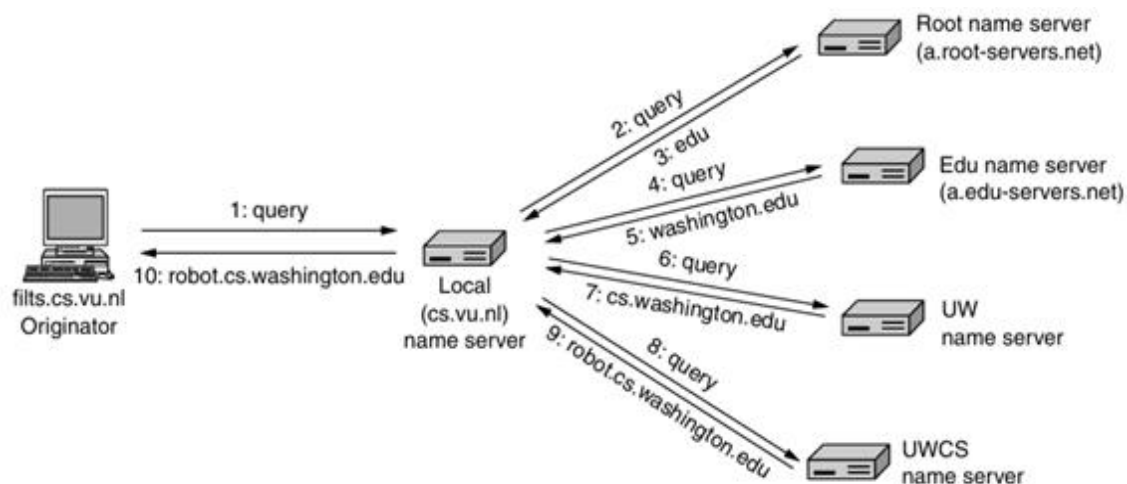 Root name server
(a.root-servers.net)
2: query
3: edu
Edu name server
(a.edu-servers.net)
4: query
5: washington.edu
1: query
10: robot.cs.washington.edu
filts.cs.vu.nl
Originator
Local
(cs.vu.nl)
name server
6: query
7: cs.washington.edu
UW
name server
8: query
9: robot.cs.washington.edu
UWCS
name server